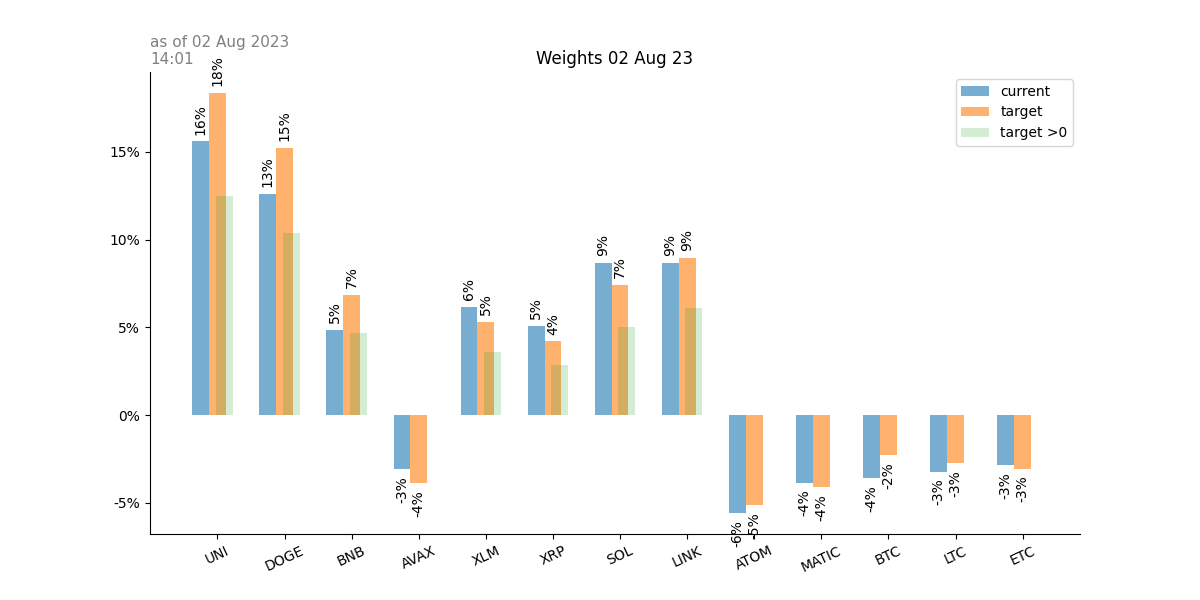 as of 02 Aug 2023
14:01
Weights 02 Aug 23
current
target
target >0
15%
10%
5%
0%
-5%
16%
18%
13%
15%
5%
7%
-3%
-4%
6%
5%
5%
4%
9%
7%
9%
9%
-6%
-5%
-4%
-4%
-4%
-2%
-3%
-3%
-3%
-3%
UNI
DOGE
BNB
AVAX
XLM
XRP
SOL
LINK
ATOM
MATIC
BTC
LTC
ETC